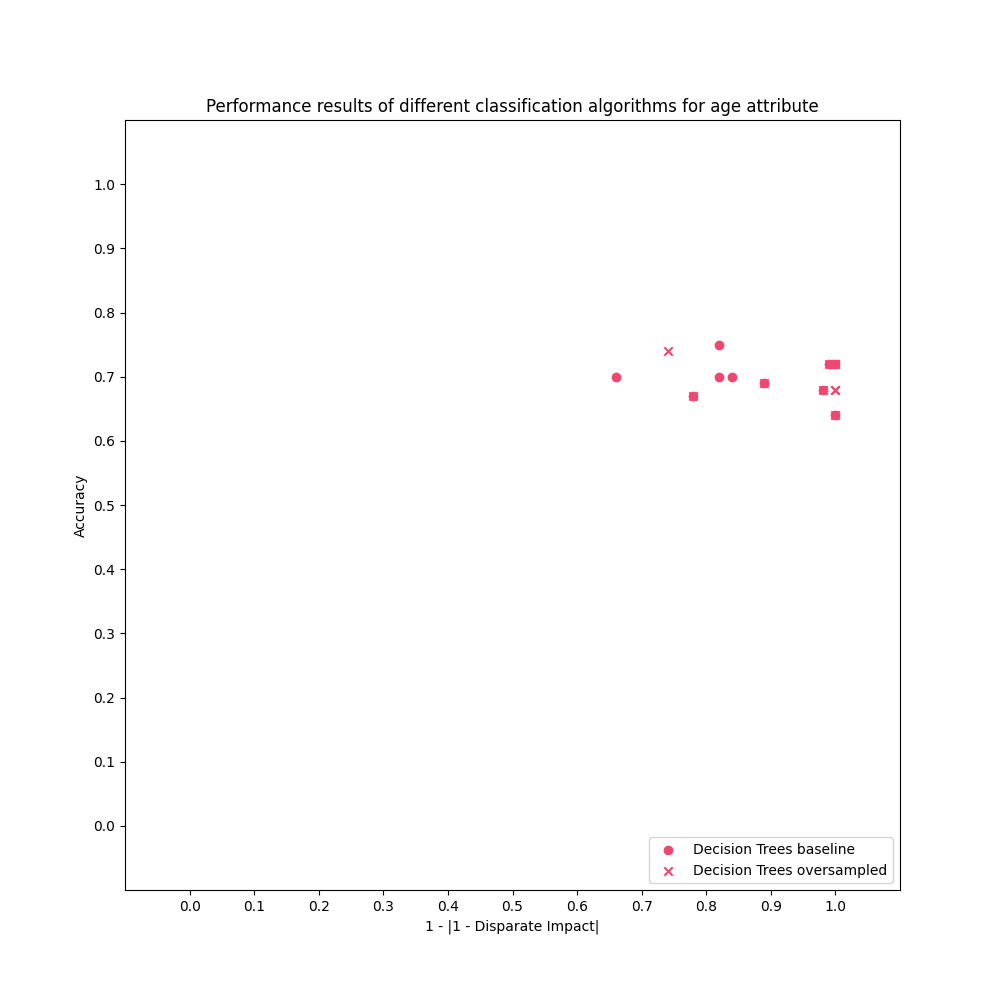 Performance results of different classification algorithms for age attribute
Accuracy
1.0
0.9
0.8
0.7
0.6
0.5
0.4
0.3
0.2
0.1
0.0
Decision Trees baseline
Decision Trees oversampled
0.0 0.1 0.2 0.3 0.4 0.5 0.6 0.7 0.8 0.9 1.0
1 - |1 - Disparate Impact|